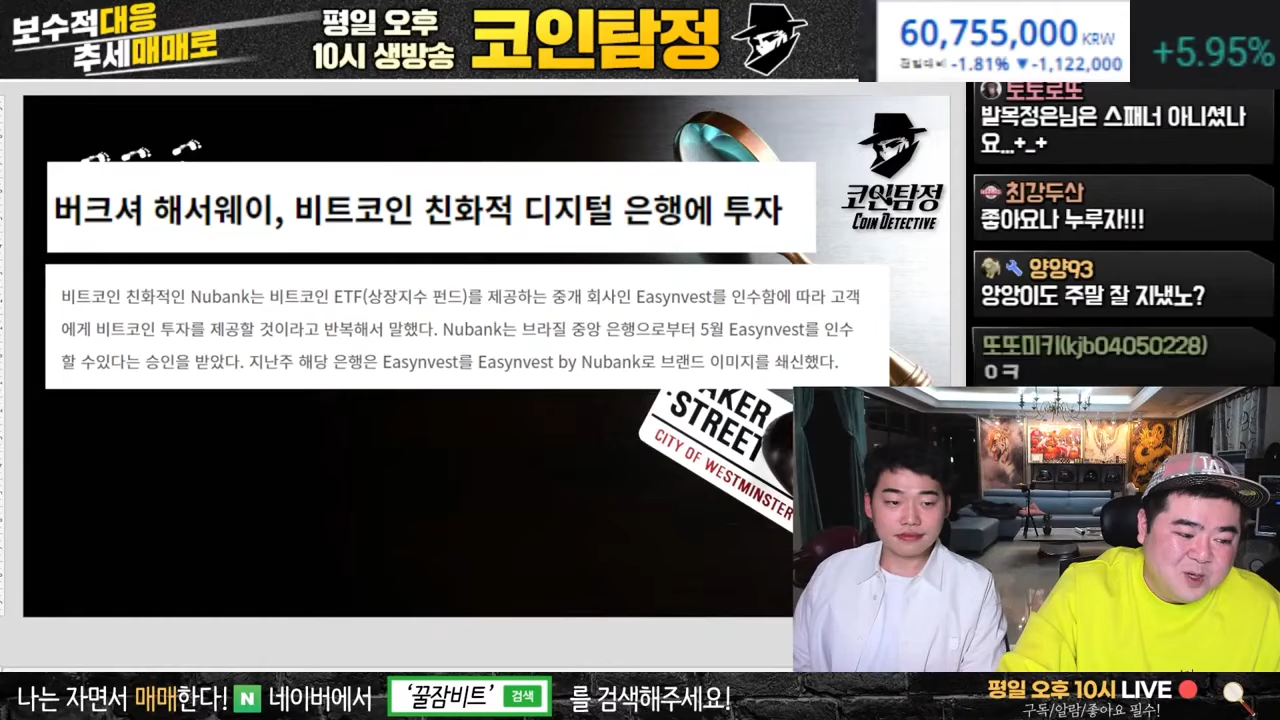 보수적대응
추세매매로
평일 오후
10시 생방송
코인탐정
60,755,000 KRW
전일대비 -1.81% ▼-1,122,000
+5.95%
토토로또
발목정은님은 스패너 아니셨나
요...+_+
최강두산
좋아요나 누루자!!!
양양93
앙앙이도 주말 잘 지냈노?
또또미키(kjb04050228)
ㅇㅋ
코인탐정
COIN DETECTIVE
버크셔 해서웨이, 비트코인 친화적 디지털 은행에 투자
비트코인 친화적인 Nubank는 비트코인 ETF(상장지수 펀드)를 제공하는 중개 회사인 Easynvest를 인수함에 따라 고객
에게 비트코인 투자를 제공할 것이라고 반복해서 말했다. Nubank는 브라질 중앙 은행으로부터 5월 Easynvest를 인수
할 수있다는 승인을 받았다. 지난주 해당 은행은 Easynvest를 Easynvest by Nubank로 브랜드 이미지를 쇄신했다.
STREET
CITY OF WESTMINSTER
나는 자면서 매매한다! N 네이버에서 '꿀잠비트' 검색 를 검색해주세요!
평일 오후 10시 LIVE
구독/알람/좋아요 필수!